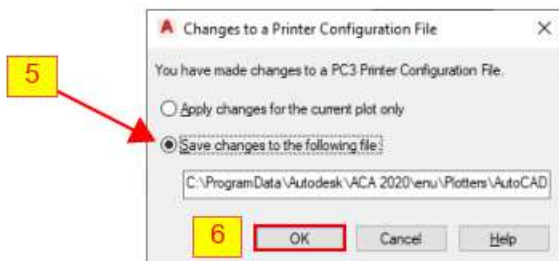 Changes to a Printer Configuration File
You have made changes to a PC3 Printer Configuration File.
5
Apply changes for the current plot only
Save changes to the following file:
C:\ProgramData\Autodesk\ACA 2020\enu\Plotters\AutoCAD
6
OK
Cancel
Help